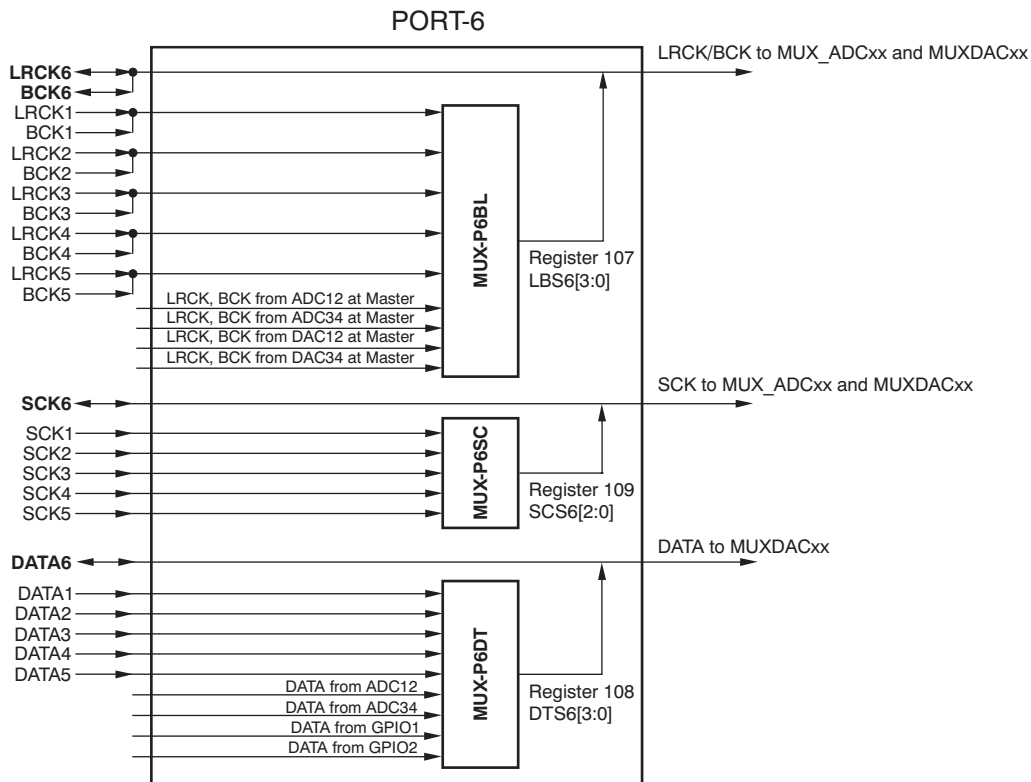 PORT-6
LRCK/BCK to MUX_ADCxx and MUXDACxx
LRCK6
BCK6
LRCK1
BCK1
LRCK2
BCK2
LRCK3
BCK3
LRCK4
BCK4
LRCK5
BCK5
LRCK, BCK from ADC12 at Master
LRCK, BCK from ADC34 at Master
LRCK, BCK from DAC12 at Master
LRCK, BCK from DAC34 at Master
MUX-P6BL
Register 107
LBS6[3:0]
SCK to MUX_ADCxx and MUXDACxx
SCK6
SCK1
SCK2
SCK3
SCK4
SCK5
MUX-P6SC
Register 109
SCS6[2:0]
DATA to MUXDACxx
DATA6
DATA1
DATA2
DATA3
DATA4
DATA5
DATA from ADC12
DATA from ADC34
DATA from GPIO1
DATA from GPIO2
MUX-P6DT
Register 108
DTS6[3:0]